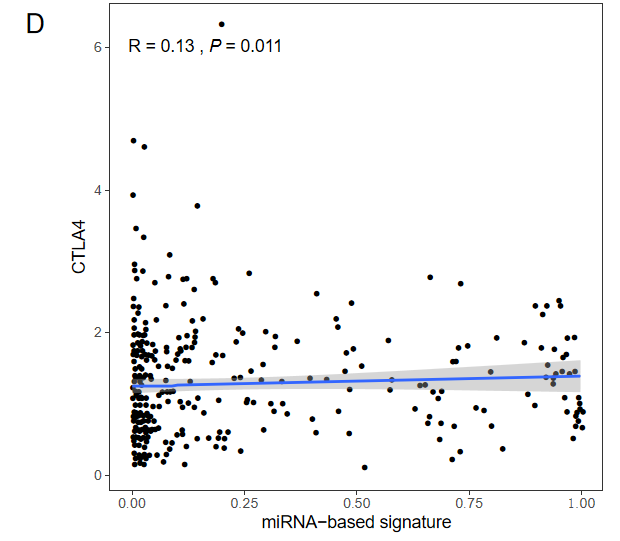 D
R = 0.13 , P = 0.011
6
4
2
0
CTLA4
0.00 0.25 0.50 0.75 1.00
miRNA−based signature